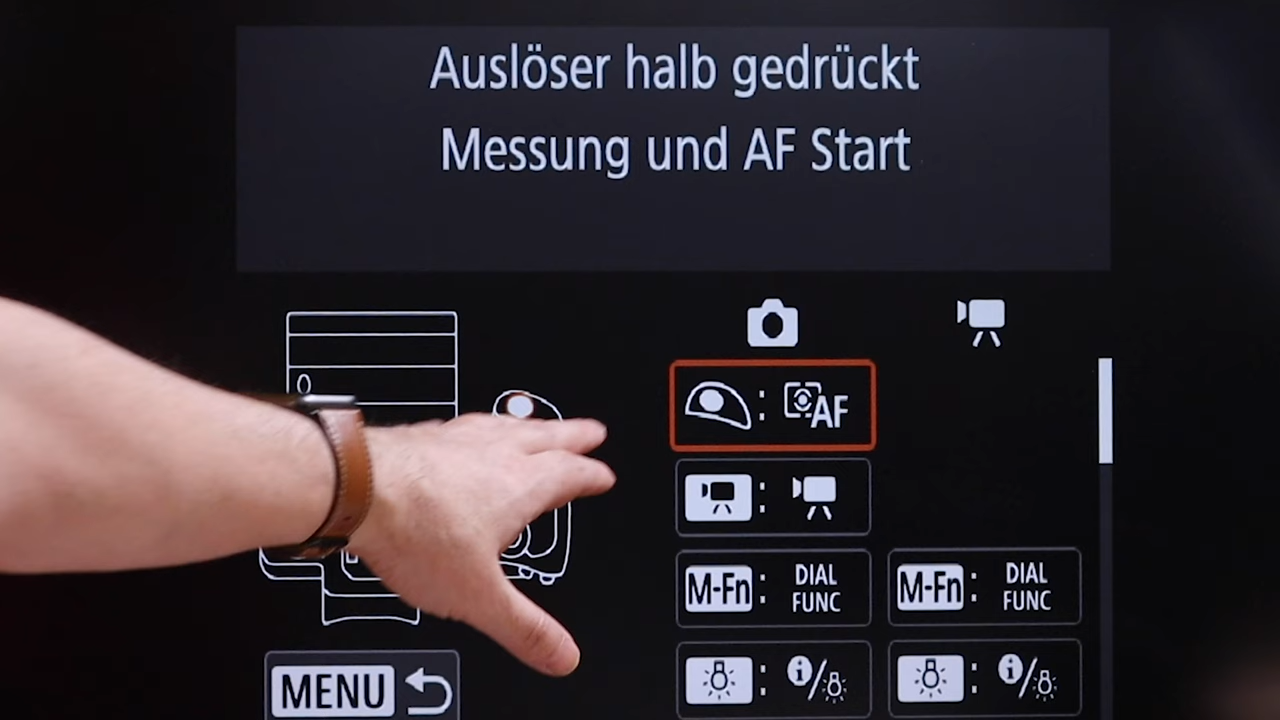 Auslöser halb gedrückt
Messung und AF Start
AF
M-Fn : DIAL FUNC
M-Fn : DIAL FUNC
MENU